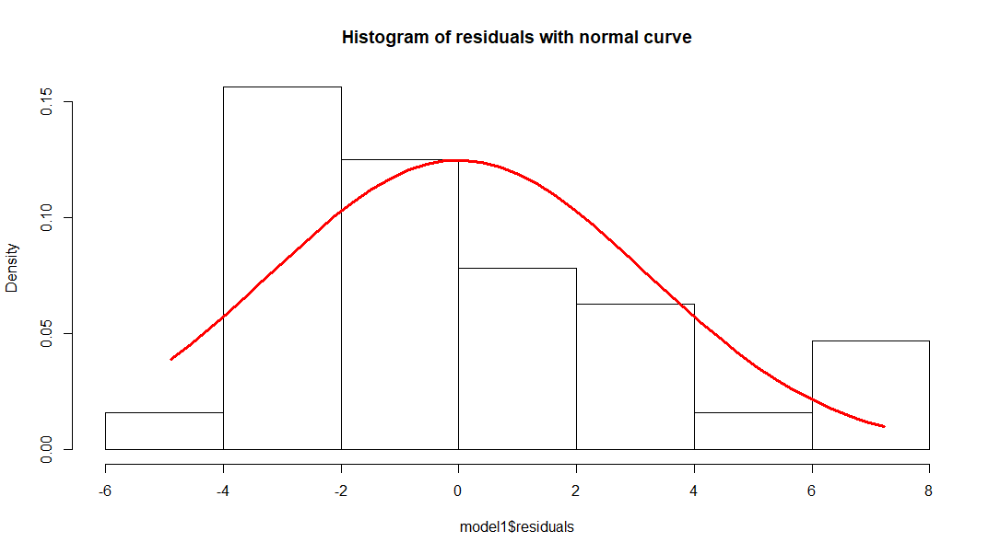 Histogram of residuals with normal curve
0.15
0.10
0.05
0.00
Density
-6 -4 -2 0 2 4 6 8
model1$residuals